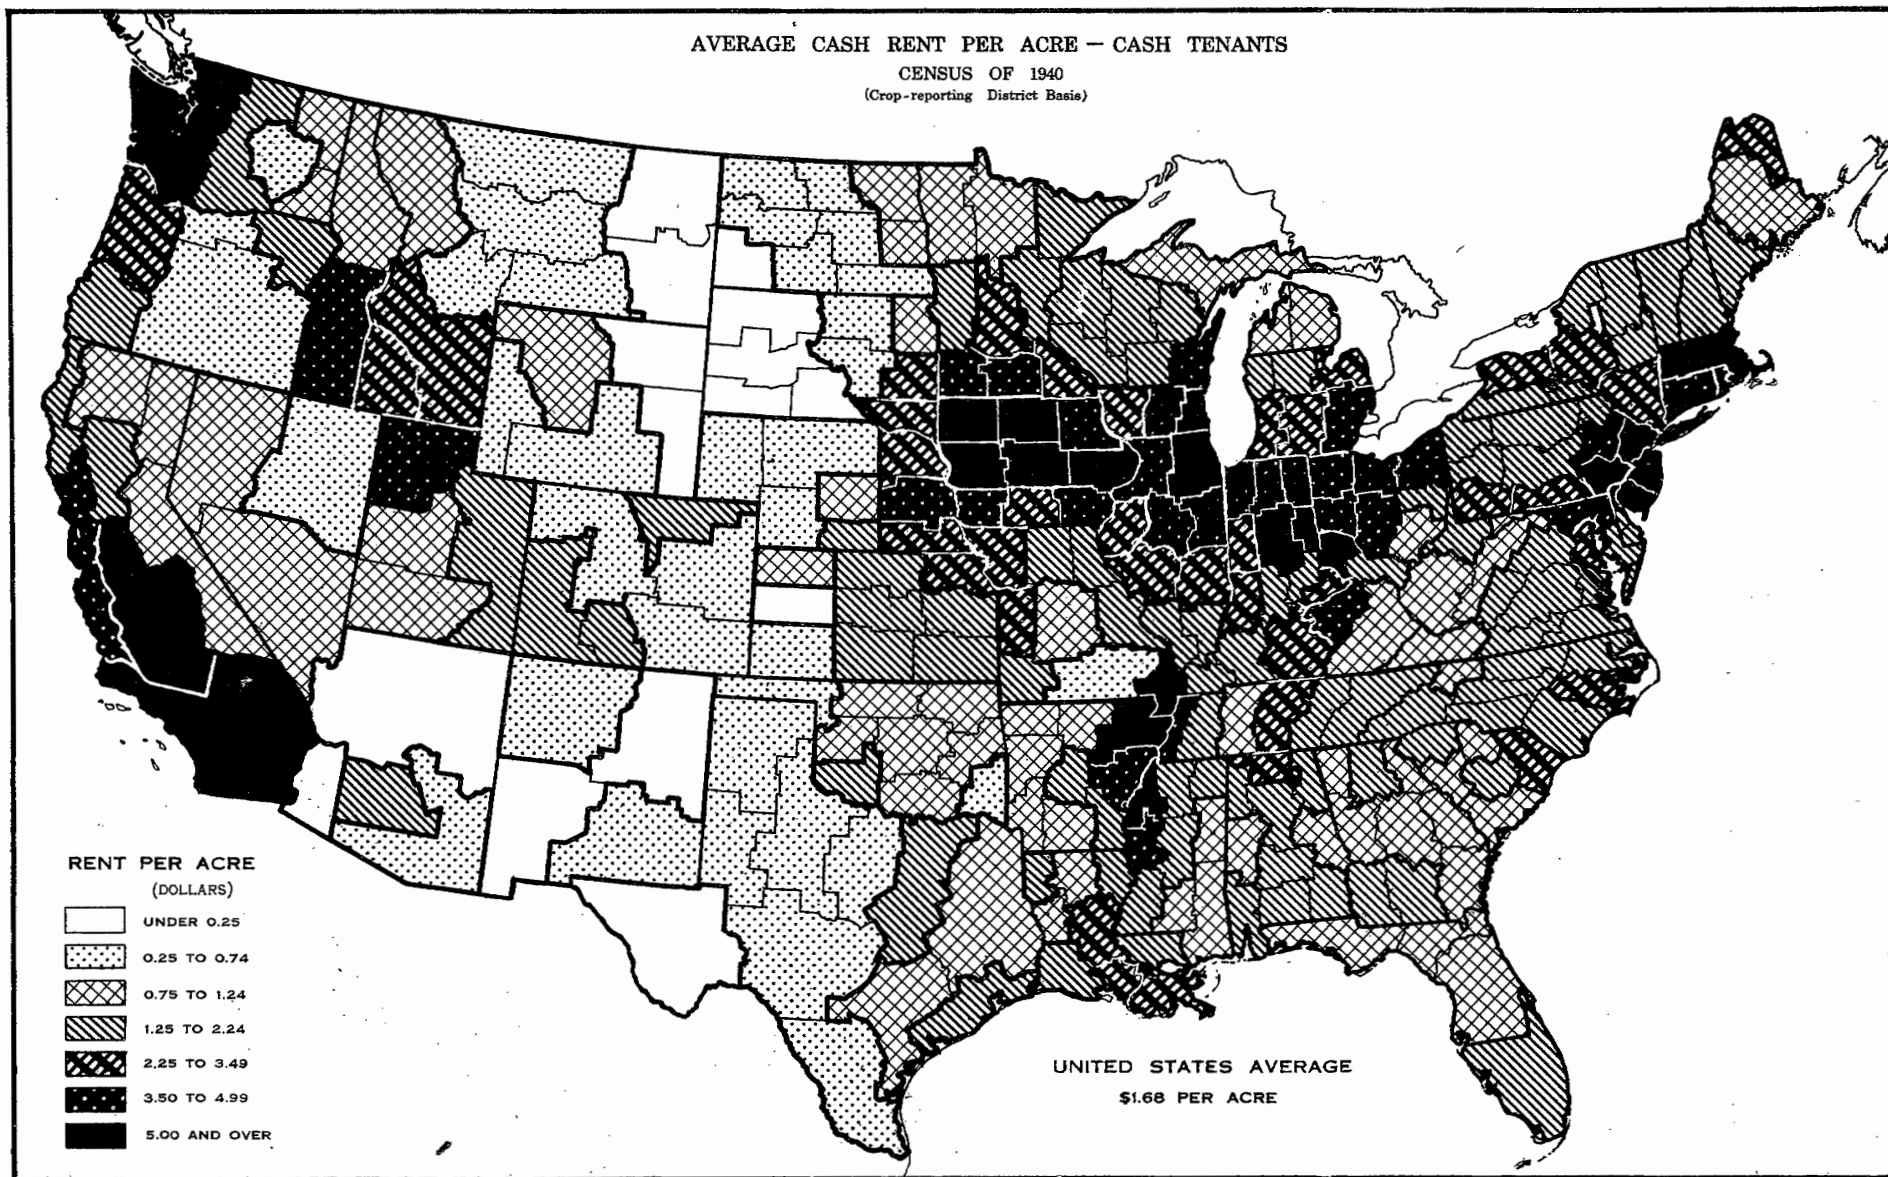 AVERAGE CASH RENT PER ACRE — CASH TENANTS
CENSUS OF 1940
(Crop-reporting District Basis)
RENT PER ACRE
(DOLLARS)
UNDER 0.25
0.25 TO 0.74
0.75 TO 1.24
1.25 TO 2.24
2.25 TO 3.49
3.50 TO 4.99
5.00 AND OVER
UNITED STATES AVERAGE
$1.68 PER ACRE